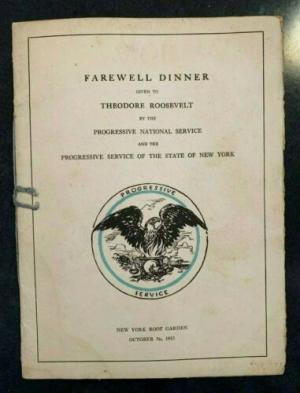 FAREWELL DINNER
GIVEN TO
THEODORE ROOSEVELT
BY THE
PROGRESSIVE NATIONAL SERVICE
AND THE
PROGRESSIVE SERVICE OF THE STATE OF NEW YORK
PROGRESSIVE
SERVICE
NEW YORK ROOF GARDEN
OCTOBER 1913